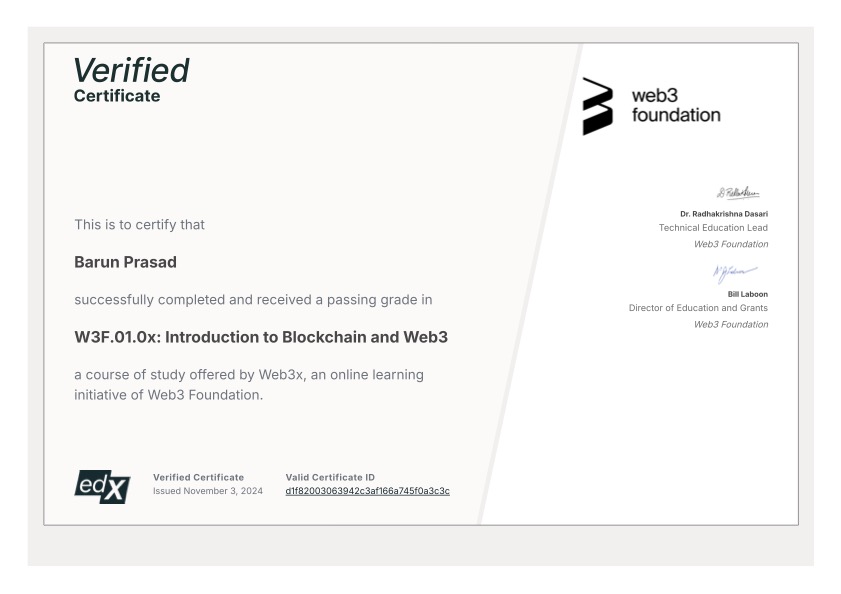 Verified
Certificate
web3
foundation
This is to certify that
Barun Prasad
successfully completed and received a passing grade in
W3F.01.0x: Introduction to Blockchain and Web3
a course of study offered by Web3x, an online learning
initiative of Web3 Foundation.
Dr. Radhakrishna Dasari
Technical Education Lead
Web3 Foundation
Bill Laboon
Director of Education and Grants
Web3 Foundation
edX
Verified Certificate
Issued November 3, 2024
Valid Certificate ID
d1f82003063942c3af166a745f0a3c3c